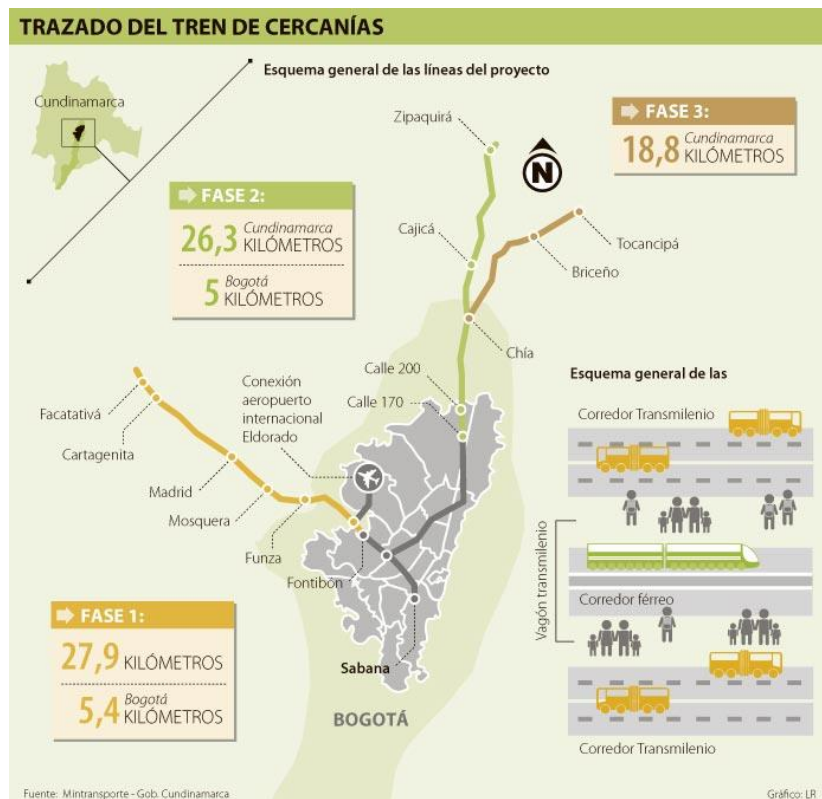 TRAZADO DEL TREN DE CERCANÍAS
Esquema general de las líneas del proyecto
Cundinamarca
FASE 2:
26,3 Cundinamarca
KILÓMETROS
5 Bogotá
KILÓMETROS
FASE 3:
18,8 Cundinamarca
KILÓMETROS
Zipaquirá
N
Cajicá
Tocancipá
Briceño
Chía
Calle 200
Calle 170
Conexión
aeropuerto
internacional
Eldorado
Facatativá
Cartagenita
Madrid
Mosquera
Funza
Fontibón
Sabana
BOGOTÁ
FASE 1:
27,9 KILÓMETROS
5,4 Bogotá
KILÓMETROS
Esquema general de las
Corredor Transmilenio
Vagón transmilenio
Corredor férreo
Corredor Transmilenio
Fuente: Mintransporte - Gob. Cundinamarca
Gráfico: LR